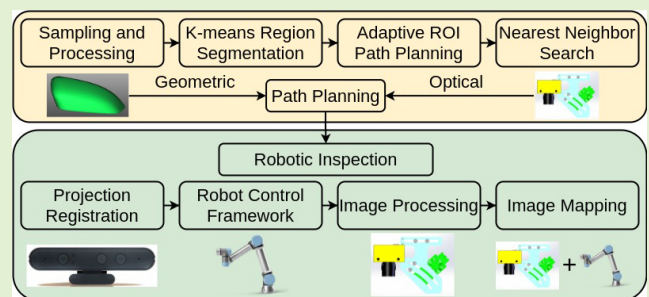 Sampling and
Processing
K-means Region
Segmentation
Adaptive ROI
Path Planning
Nearest Neighbor
Search
Geometric
Optical
Path Planning
Robotic Inspection
Projection
Registration
Robot Control
Framework
Image Processing
Image Mapping
+